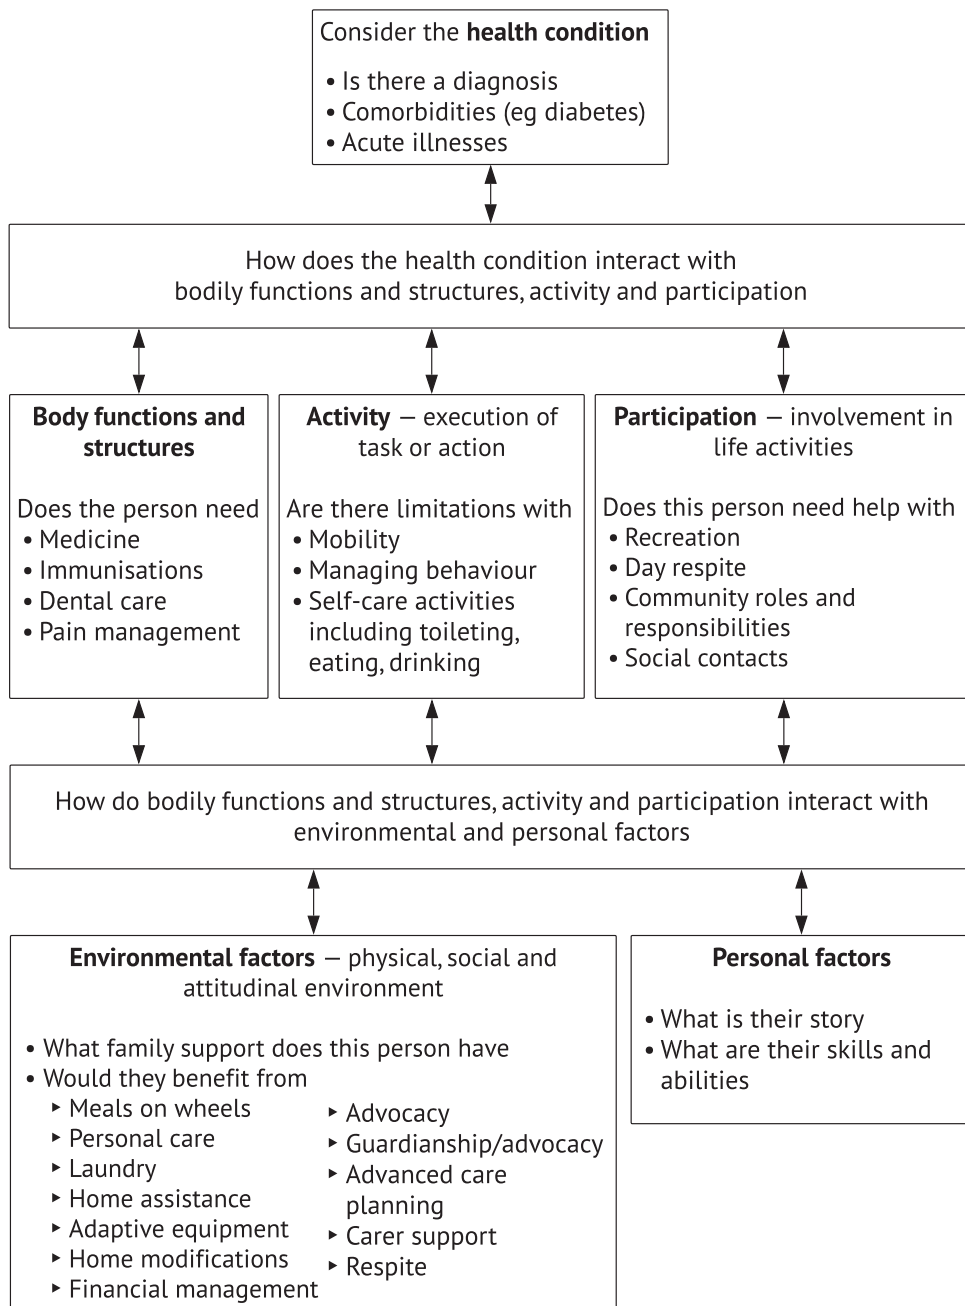 Consider the health condition
• Is there a diagnosis
• Comorbidities (eg diabetes)
• Acute illnesses
How does the health condition interact with
bodily functions and structures, activity and participation
Body functions and
structures
Does the person need
• Medicine
• Immunisations
• Dental care
• Pain management
Activity — execution of
task or action
Are there limitations with
• Mobility
• Managing behaviour
• Self-care activities
including toileting,
eating, drinking
Participation — involvement in
life activities
Does this person need help with
• Recreation
• Day respite
• Community roles and
responsibilities
• Social contacts
How do bodily functions and structures, activity and participation interact with
environmental and personal factors
Environmental factors — physical, social and
attitudinal environment
• What family support does this person have
• Would they benefit from
‣ Meals on wheels
‣ Personal care
‣ Laundry
‣ Home assistance
‣ Adaptive equipment
‣ Home modifications
‣ Financial management
‣ Advocacy
‣ Guardianship/advocacy
‣ Advanced care
planning
‣ Carer support
‣ Respite
Personal factors
• What is their story
• What are their skills and
abilities